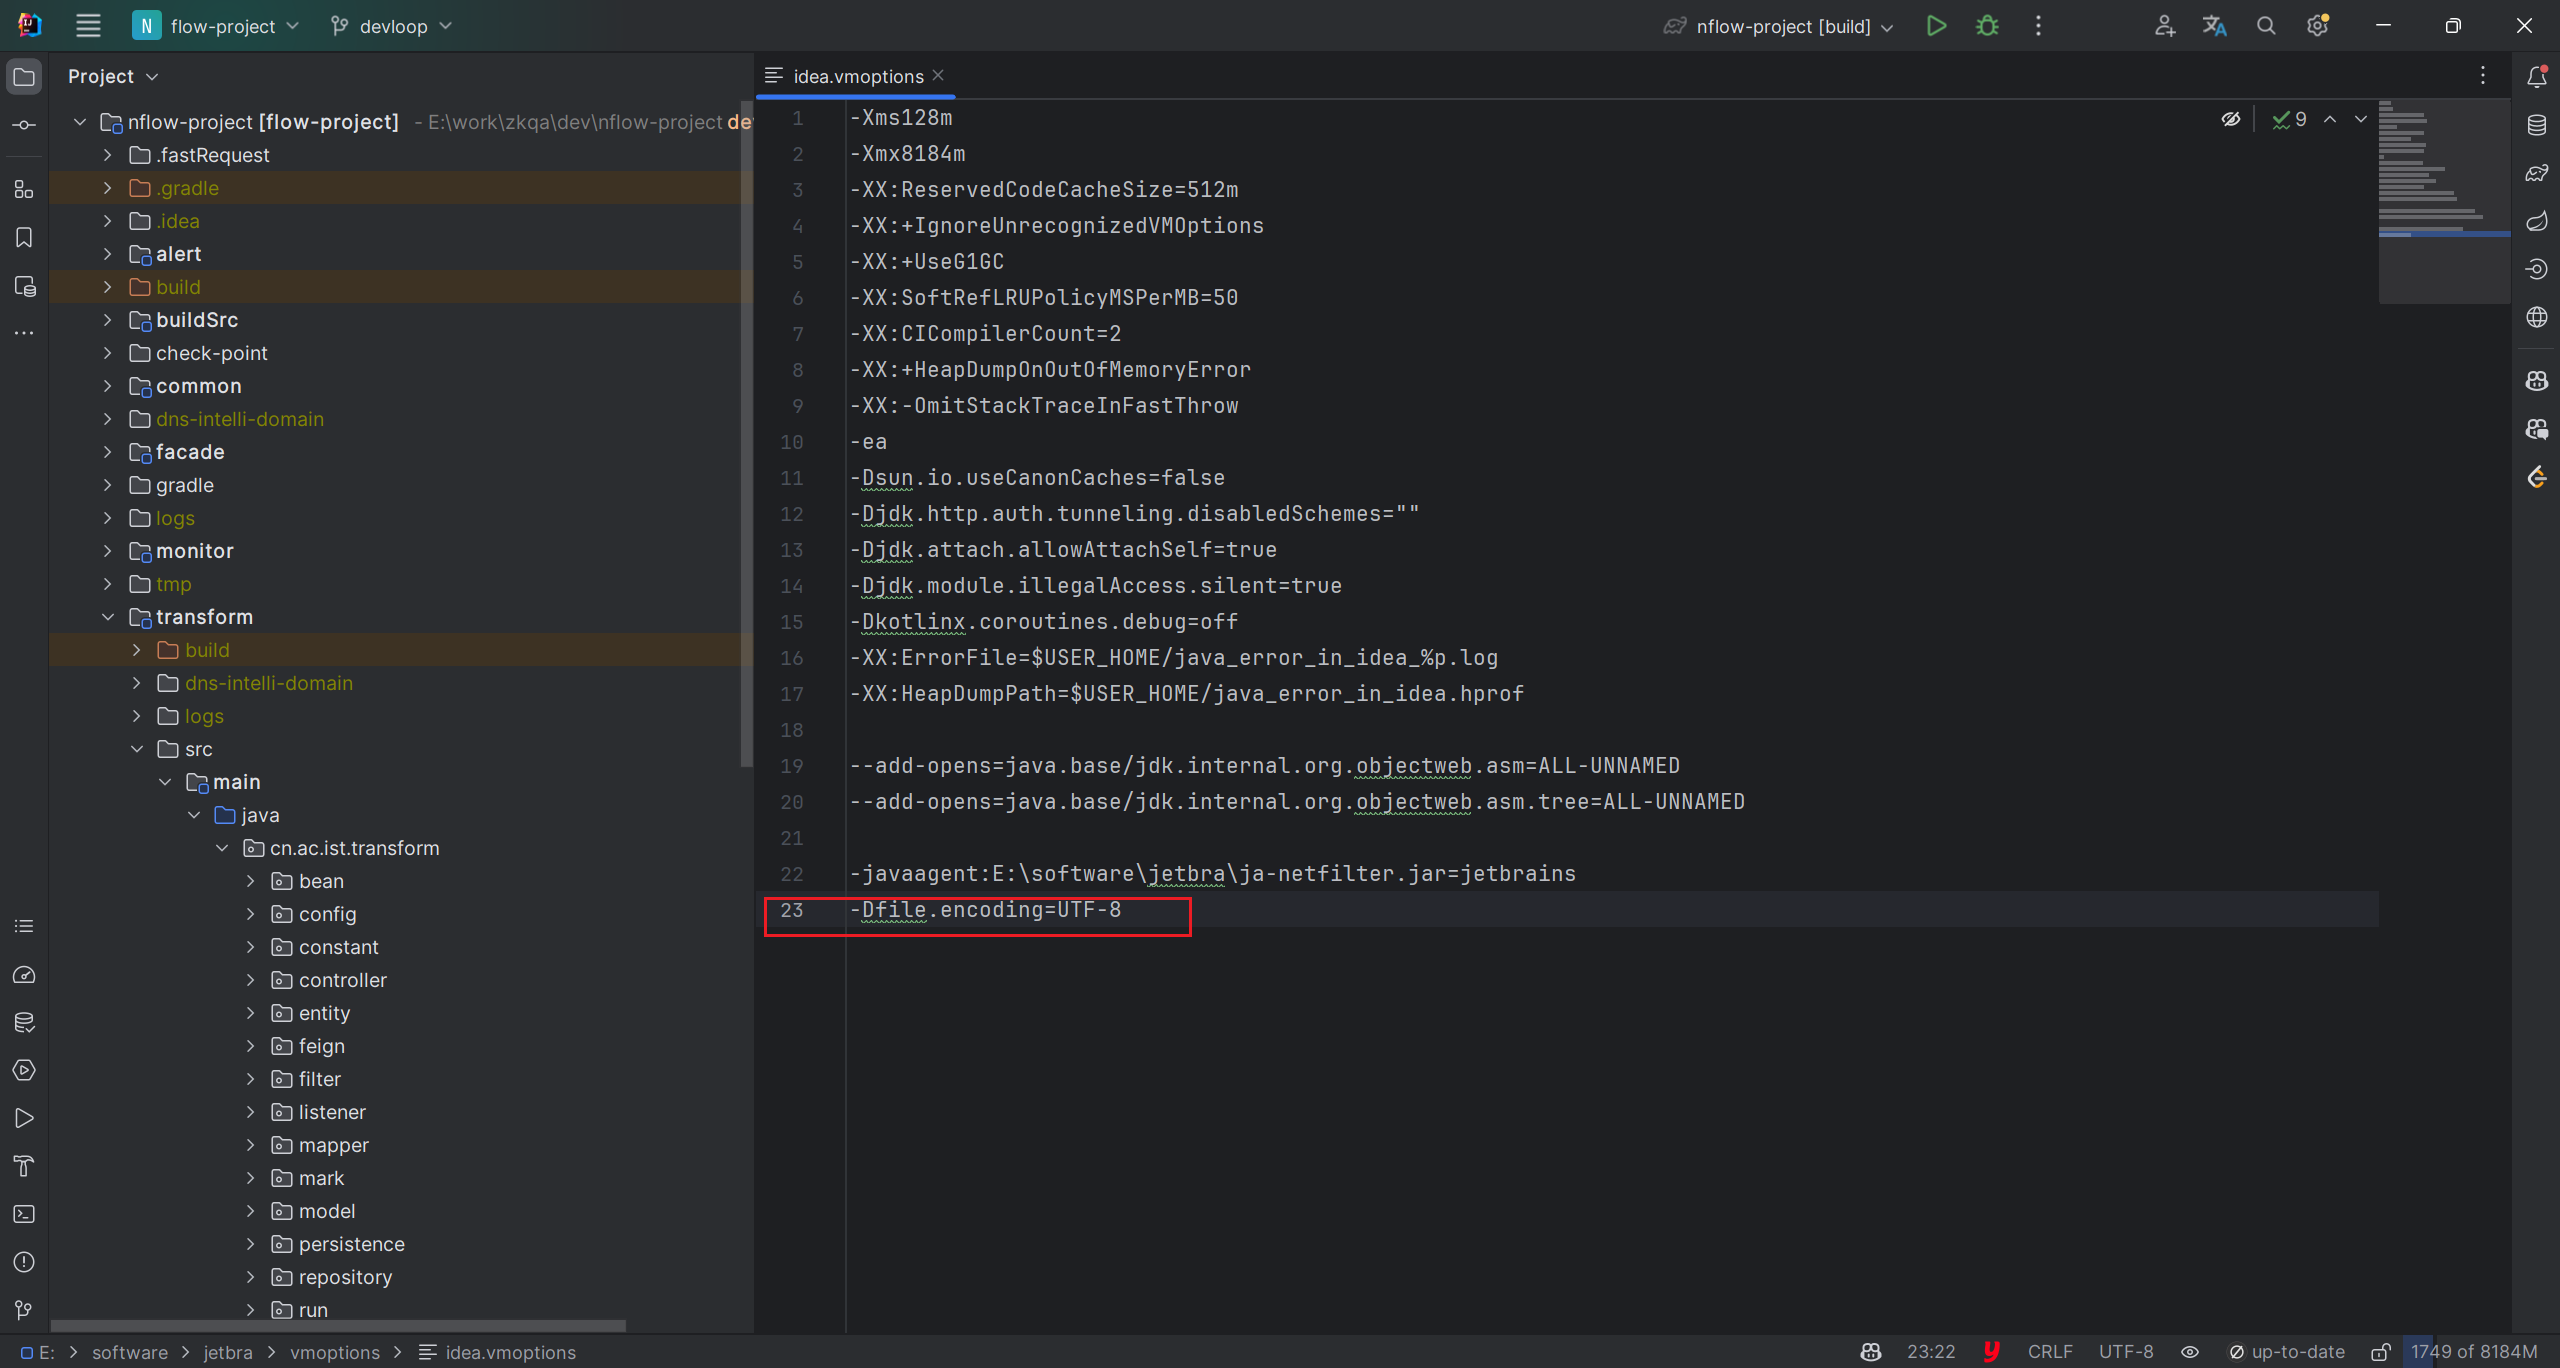 N flow-project devloop nflow-project [build]
Project
idea.vmoptions
nflow-project [flow-project] - E:\work\zkqa\dev\nflow-project de
.fastRequest
.gradle
.idea
alert
build
buildSrc
check-point
common
dns-intelli-domain
facade
gradle
logs
monitor
tmp
transform
build
dns-intelli-domain
logs
src
main
java
cn.ac.ist.transform
bean
config
constant
controller
entity
feign
filter
listener
mapper
mark
model
persistence
repository
run
1 -Xms128m
2 -Xmx8184m
3 -XX:ReservedCodeCacheSize=512m
4 -XX:+IgnoreUnrecognizedVMOptions
5 -XX:+UseG1GC
6 -XX:SoftRefLRUPolicyMSPerMB=50
7 -XX:CICompilerCount=2
8 -XX:+HeapDumpOnOutOfMemoryError
9 -XX:-OmitStackTraceInFastThrow
10 -ea
11 -Dsun.io.useCanonCaches=false
12 -Djdk.http.auth.tunneling.disabledSchemes=""
13 -Djdk.attach.allowAttachSelf=true
14 -Djdk.module.illegalAccess.silent=true
15 -Dkotlinx.coroutines.debug=off
16 -XX:ErrorFile=$USER_HOME/java_error_in_idea_%p.log
17 -XX:HeapDumpPath=$USER_HOME/java_error_in_idea.hprof
18
19 --add-opens=java.base/jdk.internal.org.objectweb.asm=ALL-UNNAMED
20 --add-opens=java.base/jdk.internal.org.objectweb.asm.tree=ALL-UNNAMED
21
22 -javaagent:E:\software\jetbra\ja-netfilter.jar=jetbrains
23 -Dfile.encoding=UTF-8
9
E: > software > jetbra > vmoptions > idea.vmoptions
23:22 y CRLF UTF-8 up-to-date 1749 of 8184M